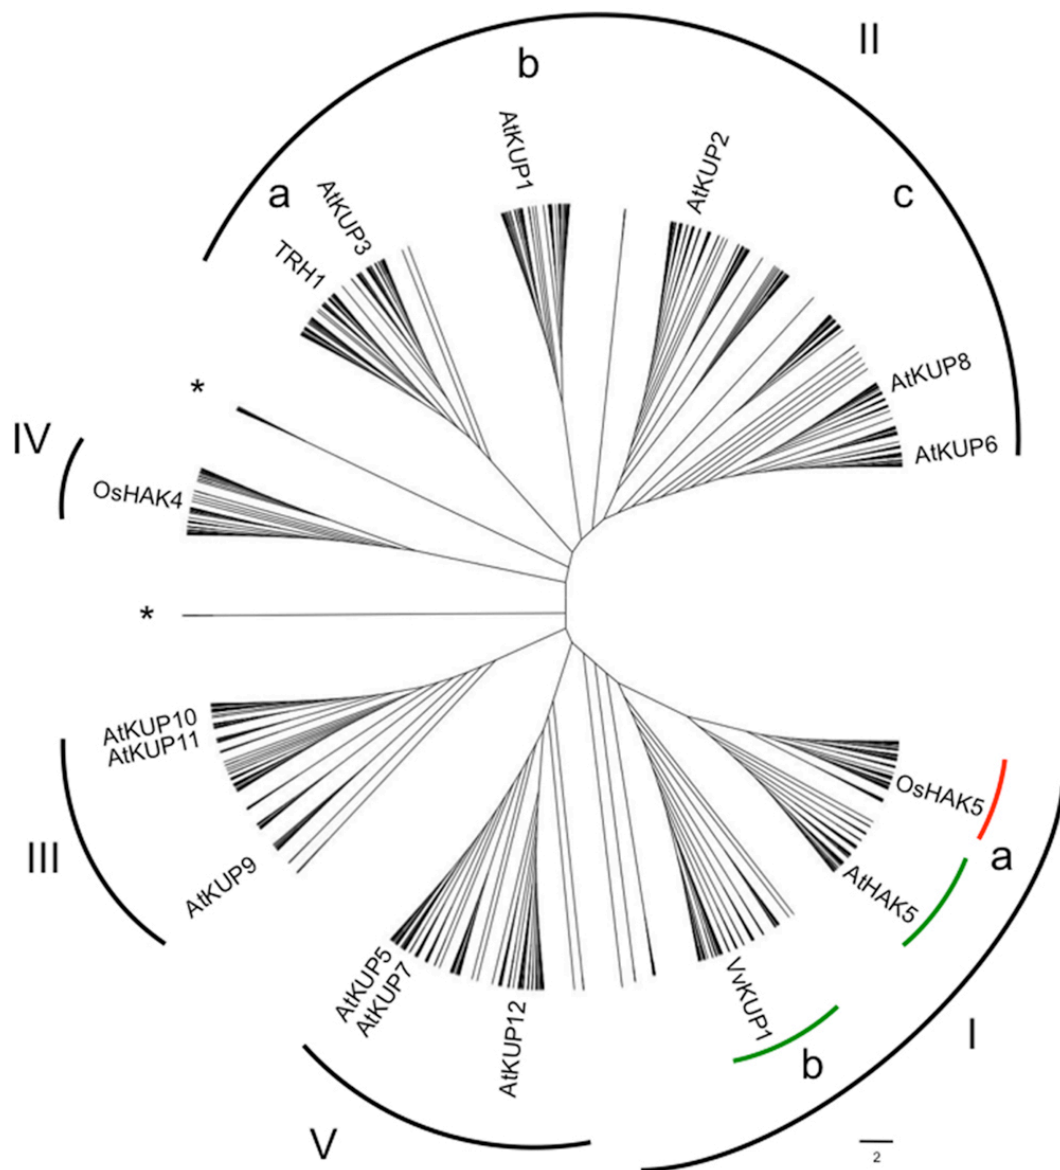 II
b
AtKUP1
AtKUP2
c
a
AtKUP3
TRH1
*
AtKUP8
AtKUP6
IV
OsHAK4
*
AtKUP10
AtKUP11
III
AtKUP9
OsHAK5
a
AtHAK5
AtKUP5
AtKUP7
AtKUP12
VvKUP1
b
I
V
2